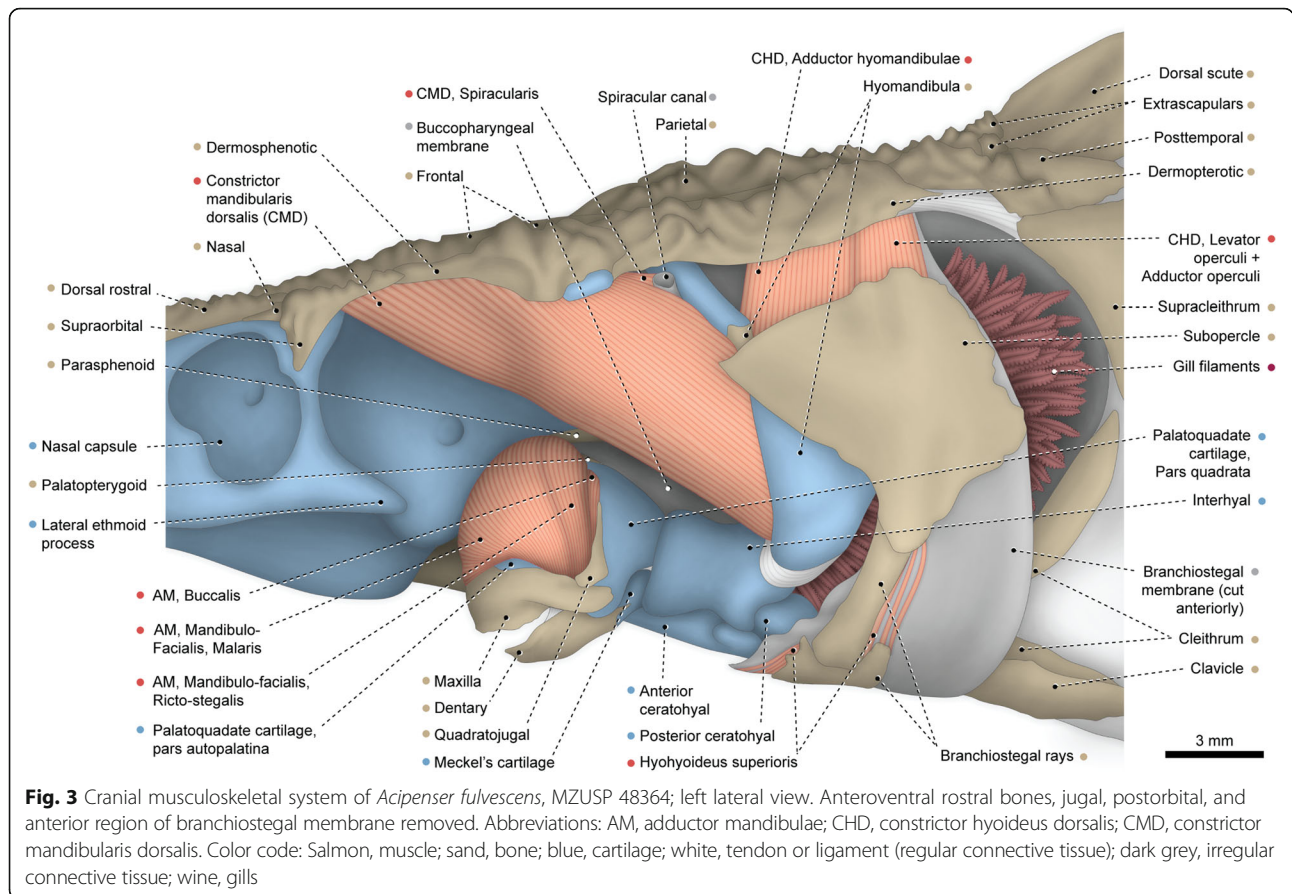 CMD, Spiracularis
Buccopharyngeal
membrane
Frontal
Spiracular canal
Parietal
CHD, Adductor hyomandibulae
Hyomandibula
Dorsal scute
Extrascapulars
Posttemporal
Dermopterotic
CHD, Levator
operculi +
Adductor operculi
Supracleithrum
Subopercle
Gill filaments
Palatoquadate
cartilage,
Pars quadrata
Interhyal
Branchiostegal
membrane (cut
anteriorly)
Cleithrum
Clavicle
3 mm
Dermosphenotic
Constrictor
mandibularis
dorsalis (CMD)
Nasal
Dorsal rostral
Supraorbital
Parasphenoid
Nasal capsule
Palatopterygoid
Lateral ethmoid
process
AM, Buccalis
AM, Mandibulo-
Facialis, Malaris
AM, Mandibulo-facialis,
Ricto-stegalis
Palatoquadate cartilage,
pars autopalatina
Maxilla
Dentary
Quadratojugal
Meckel's cartilage
Anterior
ceratohyal
Posterior ceratohyal
Hyohyoideus superioris
Branchiostegal rays
Fig. 3 Cranial musculoskeletal system of Acipenser fulvescens, MZUSP 48364; left lateral view. Anteroventral rostral bones, jugal, postorbital, and
anterior region of branchiostegal membrane removed. Abbreviations: AM, adductor mandibulae; CHD, constrictor hyoideus dorsalis; CMD, constrictor
mandibularis dorsalis. Color code: Salmon, muscle; sand, bone; blue, cartilage; white, tendon or ligament (regular connective tissue); dark grey, irregular
connective tissue; wine, gills